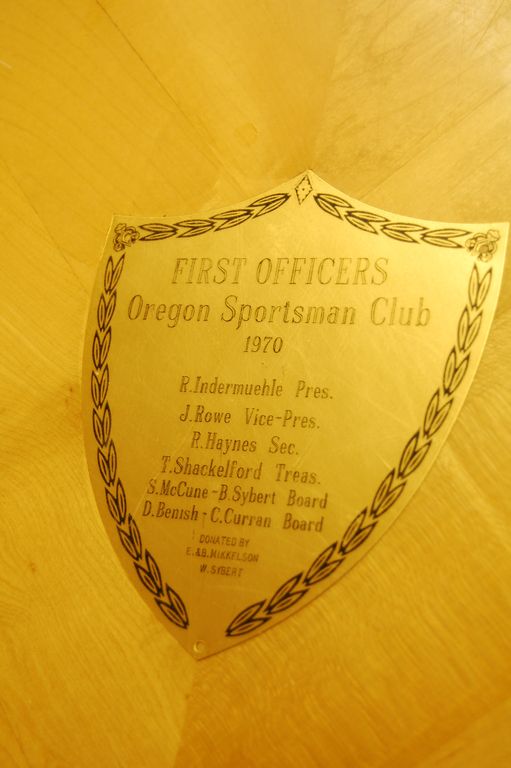 FIRST OFFICERS
Oregon Sportsman Club
1970
R.Indermuehle Pres.
J.Rowe Vice-Pres.
R.Haynes Sec.
T.Shackelford Treas.
S.McCune-B.Sybert Board
D.Benish-C.Curran Board
DONATED BY
E.&B.MIKKELSON
W.SYBERT